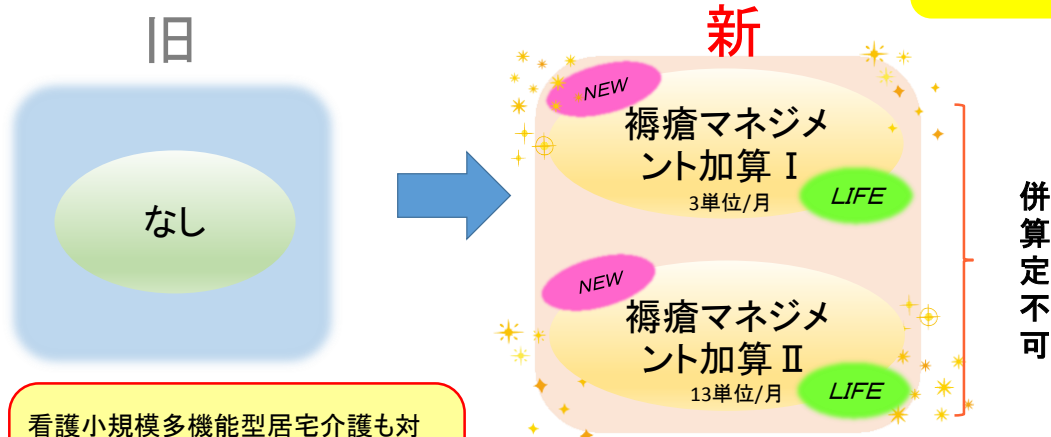 旧
なし
新
NEW
褥瘡マネジメ
ント加算 Ⅰ
3単位/月
LIFE
NEW
褥瘡マネジメ
ント加算 Ⅱ
13単位/月
LIFE
併算定不可
看護小規模多機能型居宅介護も対